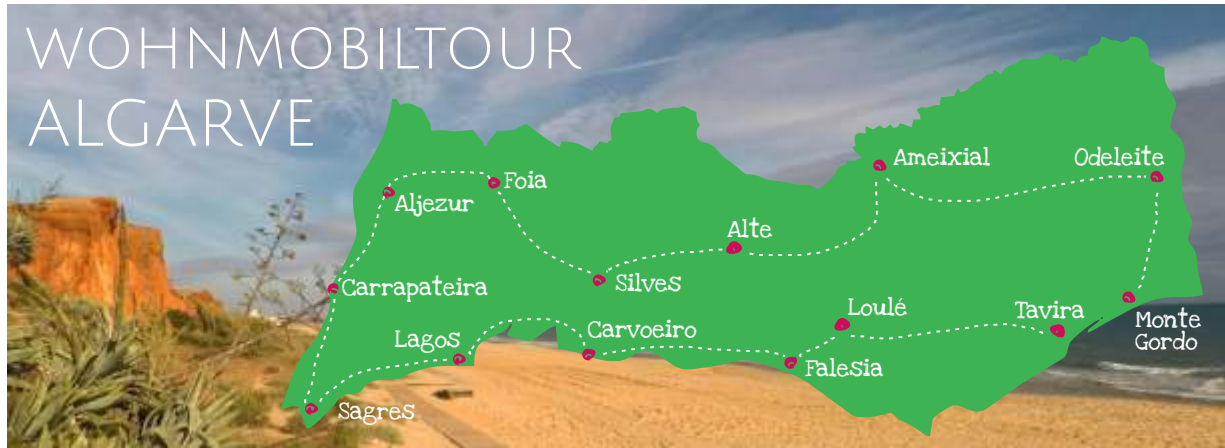 WOHNMOBILTOUR
ALGARVE
Ameixial
Odeleite
Foia
Aljezur
Alte
Silves
Carrapateira
Loulé
Tavira
Monte
Gordo
Lagos
Carvoeiro
Falesia
Sagres